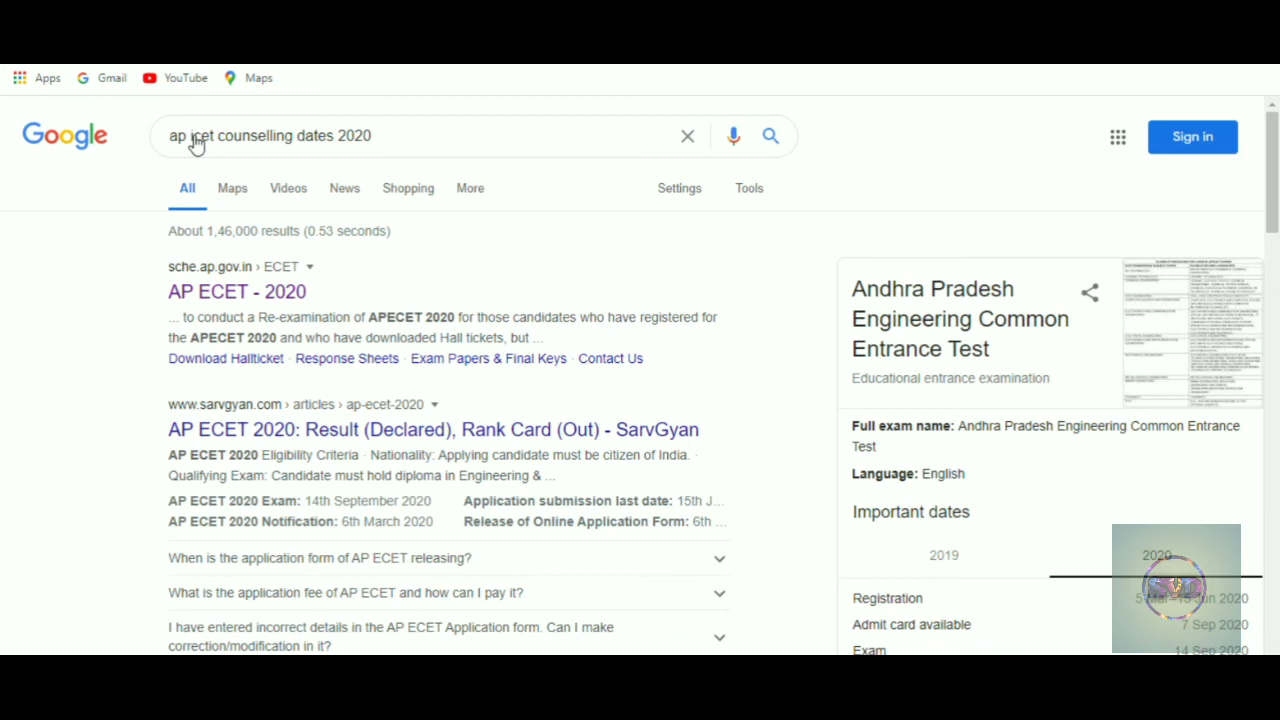 Apps Gmail YouTube Maps
Google
ap icet counselling dates 2020
Sign in
All Maps Videos News Shopping More Settings Tools
About 1,46,000 results (0.53 seconds)
sche.ap.gov.in › ECET
AP ECET - 2020
... to conduct a Re-examination of APECET 2020 for those candidates who have registered for
the APECET 2020 and who have downloaded Hall tickets, but ...
Download Hallticket · Response Sheets · Exam Papers & Final Keys · Contact Us
www.sarvgyan.com › articles › ap-ecet-2020
AP ECET 2020: Result (Declared), Rank Card (Out) - SarvGyan
AP ECET 2020 Eligibility Criteria · Nationality: Applying candidate must be citizen of India. ·
Qualifying Exam: Candidate must hold diploma in Engineering & ...
AP ECET 2020 Exam: 14th September 2020 Application submission last date: 15th J...
AP ECET 2020 Notification: 6th March 2020 Release of Online Application Form: 6th ...
When is the application form of AP ECET releasing?
What is the application fee of AP ECET and how can I pay it?
I have entered incorrect details in the AP ECET Application form. Can I make
correction/modification in it?
Andhra Pradesh
Engineering Common
Entrance Test
Educational entrance examination
Full exam name: Andhra Pradesh Engineering Common Entrance
Test
Language: English
Important dates
2019 2020
Registration 5 Mar – 15 Jun 2020
Admit card available 7 Sep 2020
Exam 14 Sep 2020
SVD